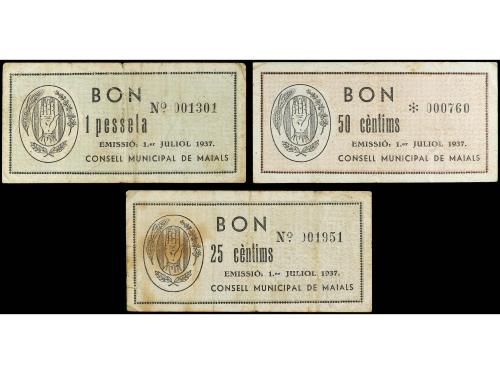 BON
Nº 001301
1 pesseta
EMISSIÓ: 1.er JULIOL 1937.
CONSELL MUNICIPAL DE MAIALS
BON
* 000760
50 cèntims
EMISSIÓ: 1.er JULIOL 1937.
CONSELL MUNICIPAL DE MAIALS
BON
Nº 001951
25 cèntims
EMISSIÓ: 1.er JULIOL 1937.
CONSELL MUNICIPAL DE MAIALS